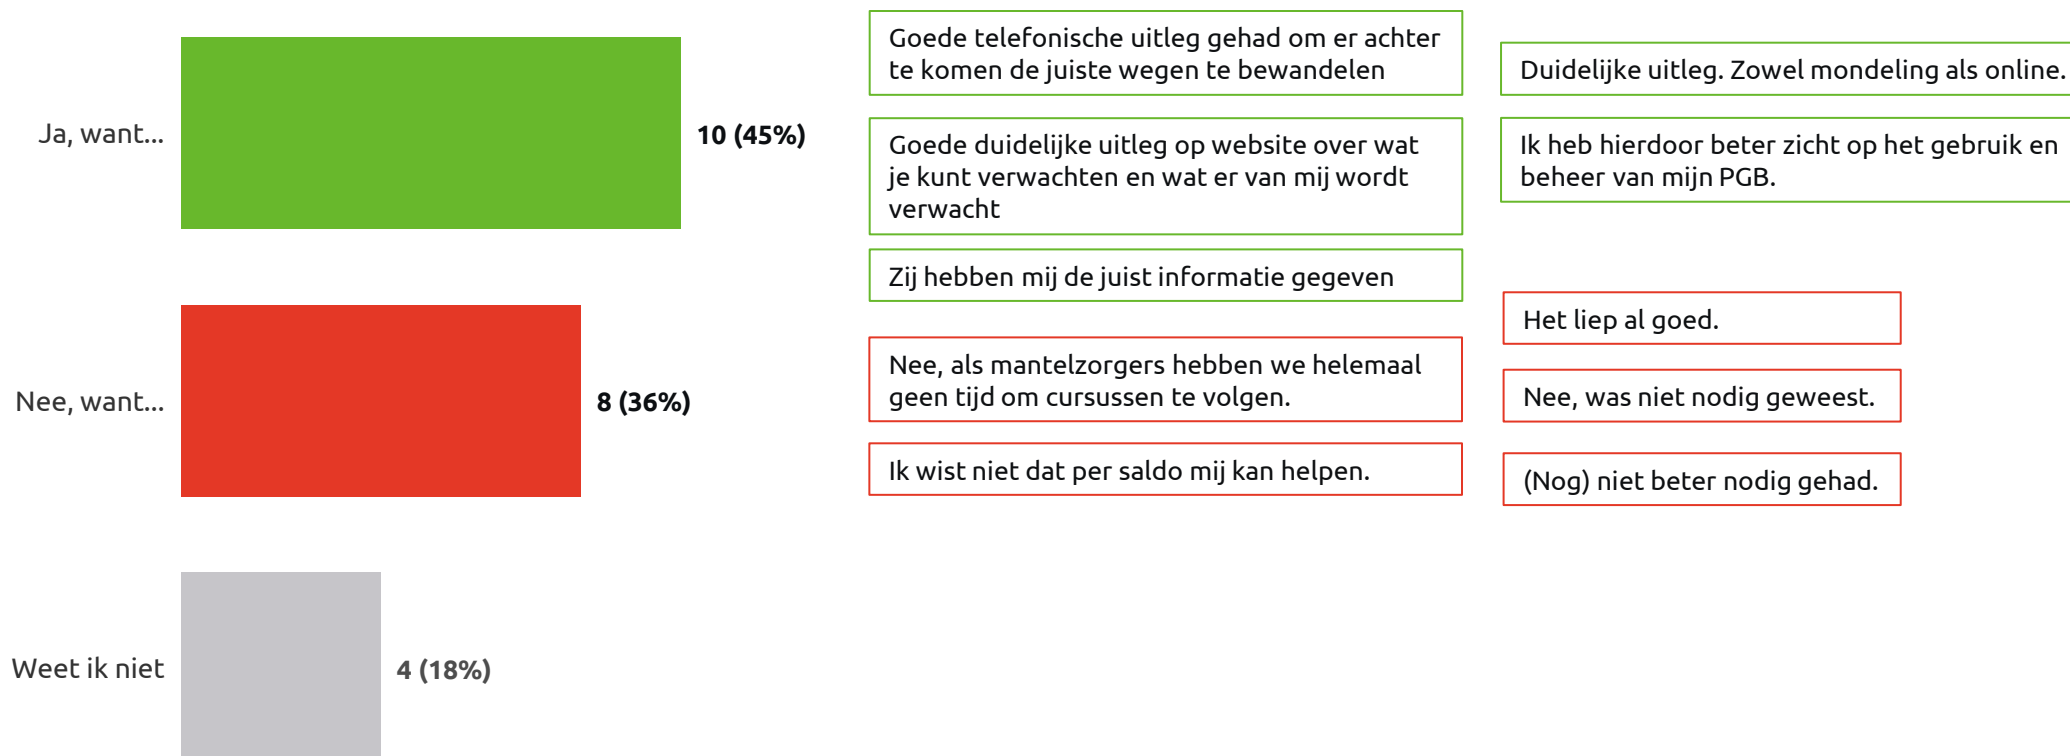 Ja, want...
10 (45%)
Goede telefonische uitleg gehad om er achter
te komen de juiste wegen te bewandelen
Duidelijke uitleg. Zowel mondeling als online.
Goede duidelijke uitleg op website over wat
je kunt verwachten en wat er van mij wordt
verwacht
Ik heb hierdoor beter zicht op het gebruik en
beheer van mijn PGB.
Zij hebben mij de juist informatie gegeven
Nee, want...
8 (36%)
Nee, als mantelzorgers hebben we helemaal
geen tijd om cursussen te volgen.
Ik wist niet dat per saldo mij kan helpen.
Het liep al goed.
Nee, was niet nodig geweest.
(Nog) niet beter nodig gehad.
Weet ik niet
4 (18%)